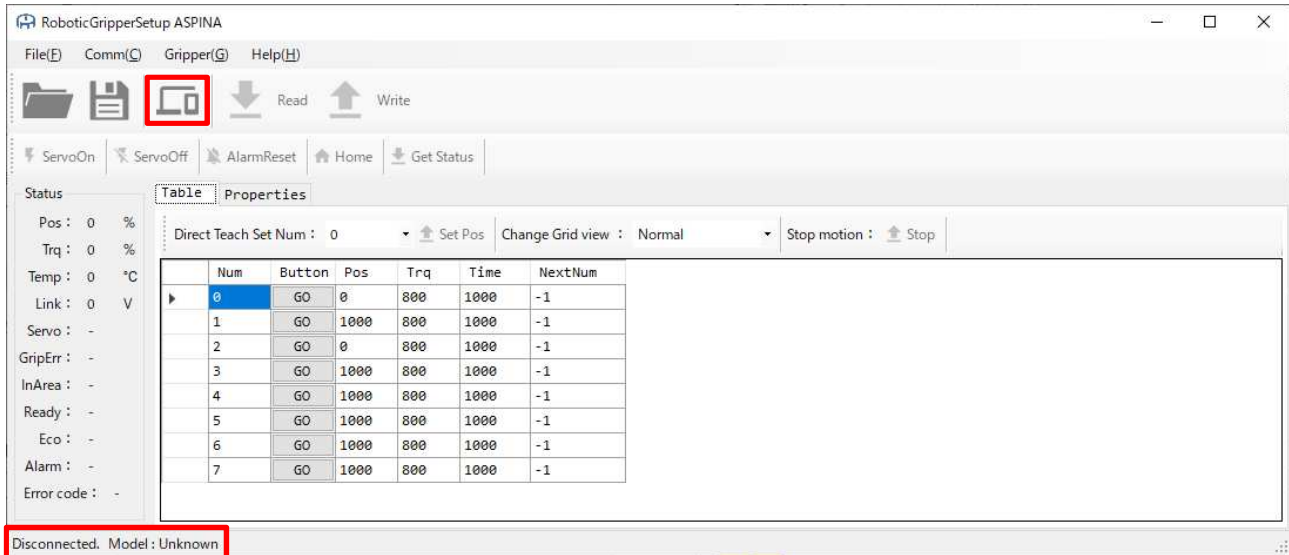 RoboticGripperSetup ASPINA
File(F) Comm(C) Gripper(G) Help(H)
Read Write
ServoOn ServoOff AlarmReset Home Get Status
Status
Pos： 0 %
Trq： 0 %
Temp： 0 °C
Link： 0 V
Servo： -
GripErr： -
InArea： -
Ready： -
Eco： -
Alarm： -
Error code： -
Table Properties
Direct Teach Set Num： 0 Set Pos Change Grid view ： Normal Stop motion： Stop
Num Button Pos Trq Time NextNum
0 GO 0 800 1000 -1
1 GO 1000 800 1000 -1
2 GO 0 800 1000 -1
3 GO 1000 800 1000 -1
4 GO 1000 800 1000 -1
5 GO 1000 800 1000 -1
6 GO 1000 800 1000 -1
7 GO 1000 800 1000 -1
Disconnected. Model : Unknown